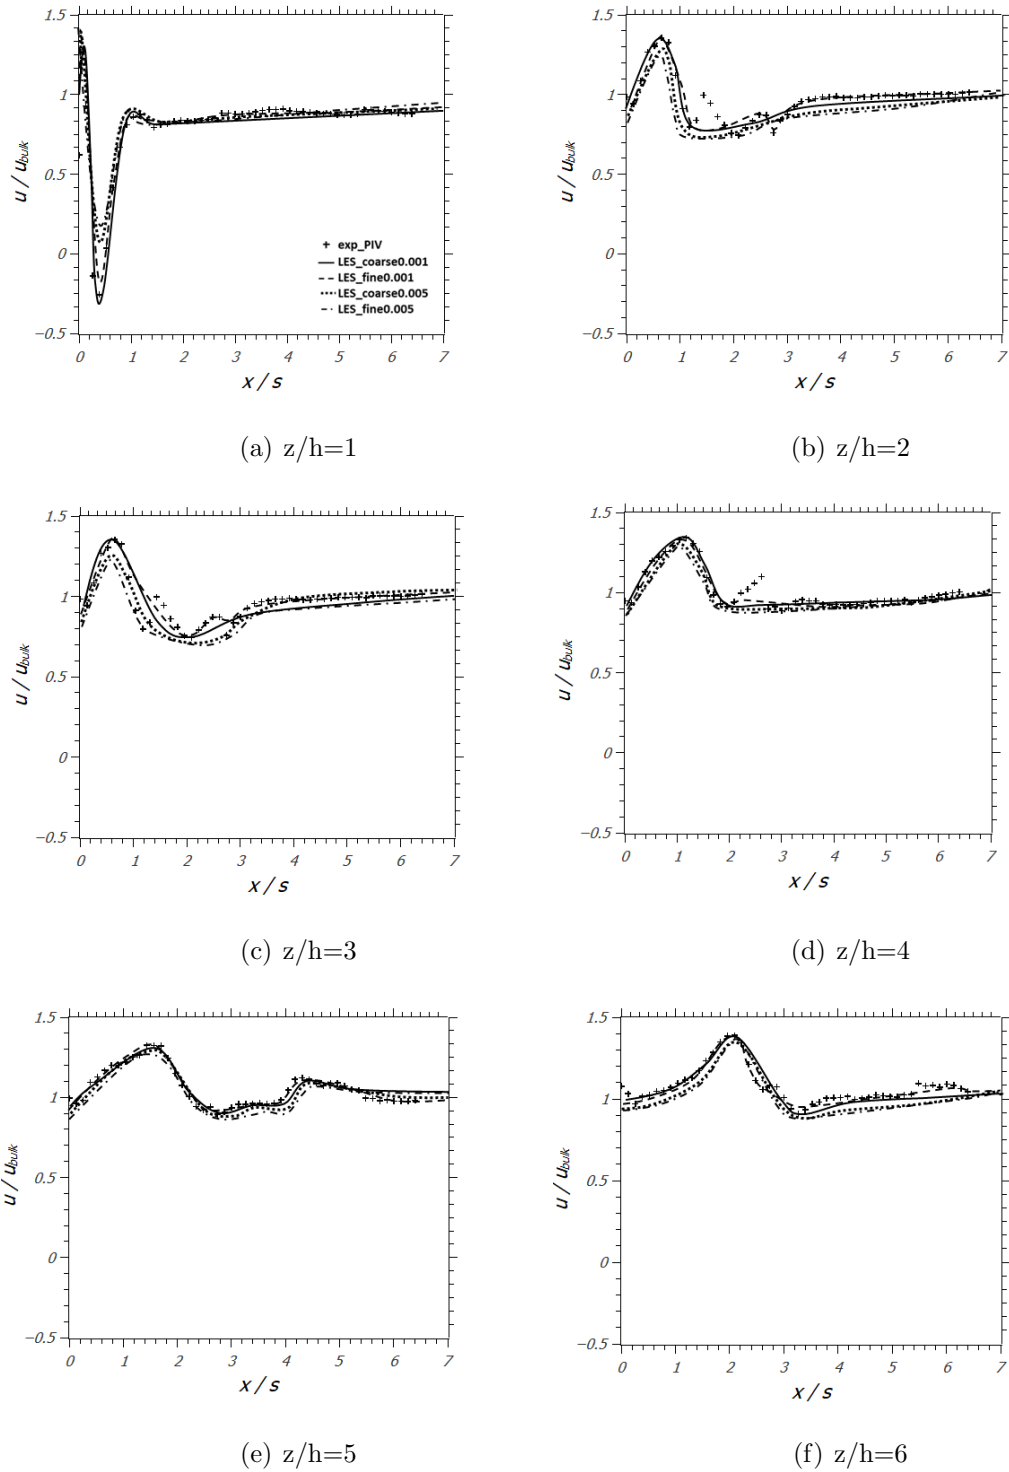 1.5
1
0.5
0
−0.5
u / u_bulk
0 1 2 3 4 5 6 7
x / s
exp_PIV
LES_coarse0.001
LES_fine0.001
LES_coarse0.005
LES_fine0.005
(a) z/h=1
1.5
1
0.5
0
−0.5
u / u_bulk
0 1 2 3 4 5 6 7
x / s
(b) z/h=2
1.5
1
0.5
0
−0.5
u / u_bulk
0 1 2 3 4 5 6 7
x / s
(c) z/h=3
1.5
1
0.5
0
−0.5
u / u_bulk
0 1 2 3 4 5 6 7
x / s
(d) z/h=4
1.5
1
0.5
0
−0.5
u / u_bulk
0 1 2 3 4 5 6 7
x / s
(e) z/h=5
1.5
1
0.5
0
−0.5
u / u_bulk
0 1 2 3 4 5 6 7
x / s
(f) z/h=6